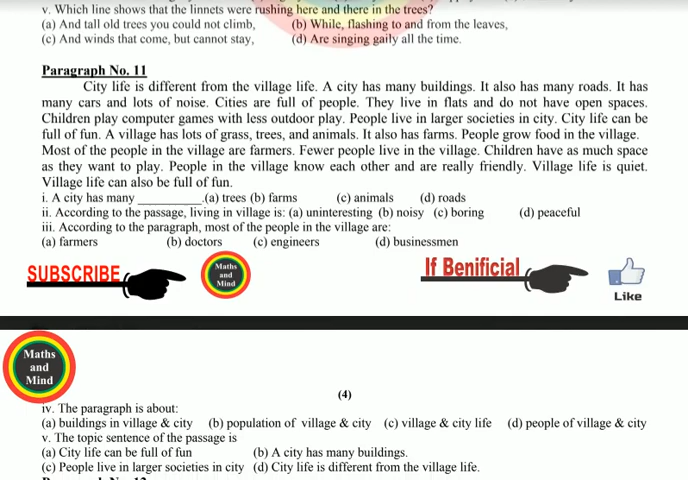 v. Which line shows that the linnets were rushing here and there in the trees?
(a) And tall old trees you could not climb, (b) While, flashing to and from the leaves,
(c) And winds that come, but cannot stay, (d) Are singing gaily all the time.
Paragraph No. 11
City life is different from the village life. A city has many buildings. It also has many roads. It has
many cars and lots of noise. Cities are full of people. They live in flats and do not have open spaces.
Children play computer games with less outdoor play. People live in larger societies in city. City life can be
full of fun. A village has lots of grass, trees, and animals. It also has farms. People grow food in the village.
Most of the people in the village are farmers. Fewer people live in the village. Children have as much space
as they want to play. People in the village know each other and are really friendly. Village life is quiet.
Village life can also be full of fun.
i. A city has many _________.(a) trees (b) farms (c) animals (d) roads
ii. According to the passage, living in village is: (a) uninteresting (b) noisy (c) boring (d) peaceful
iii. According to the paragraph, most of the people in the village are:
(a) farmers (b) doctors (c) engineers (d) businessmen
SUBSCRIBE
Maths
and
Mind
If Benificial
Like
Maths
and
Mind
(4)
iv. The paragraph is about:
(a) buildings in village & city (b) population of village & city (c) village & city life (d) people of village & city
v. The topic sentence of the passage is
(a) City life can be full of fun (b) A city has many buildings.
(c) People live in larger societies in city (d) City life is different from the village life.